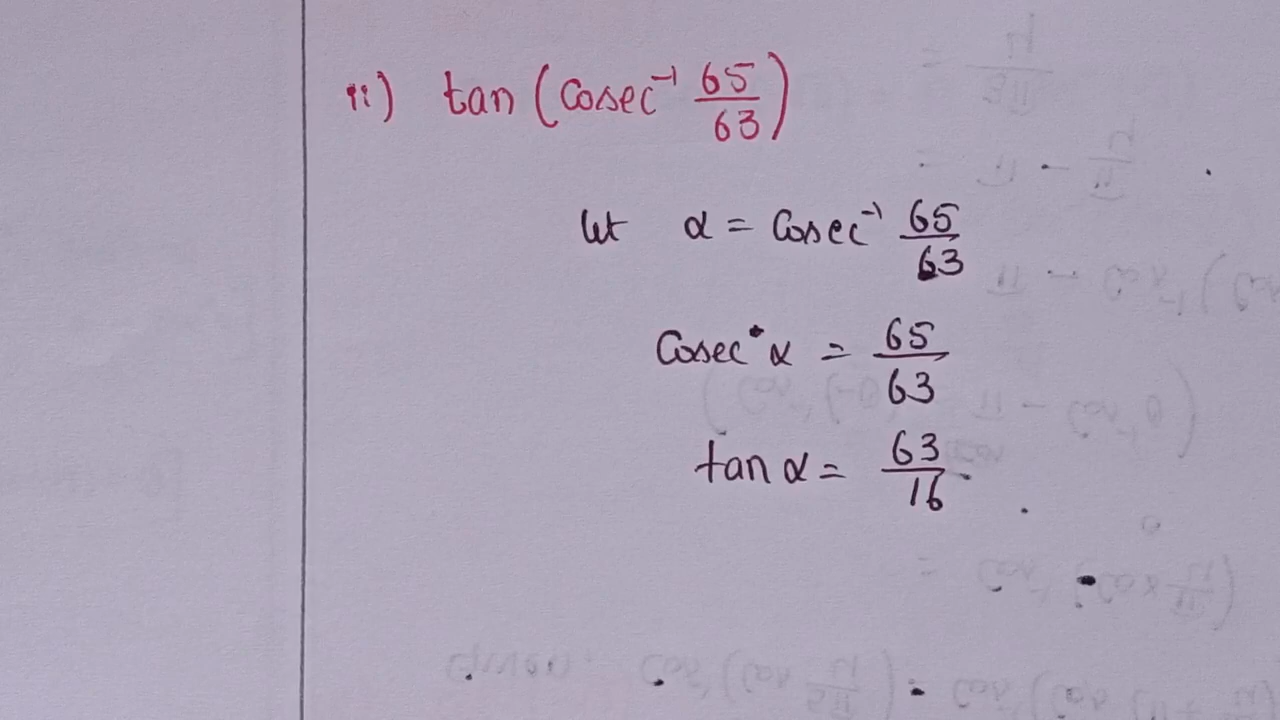 ii) tan (Cosec⁻¹ 65/63)
let α = Cosec⁻¹ 65/63
Cosec α = 65/63
tan α = 63/16.